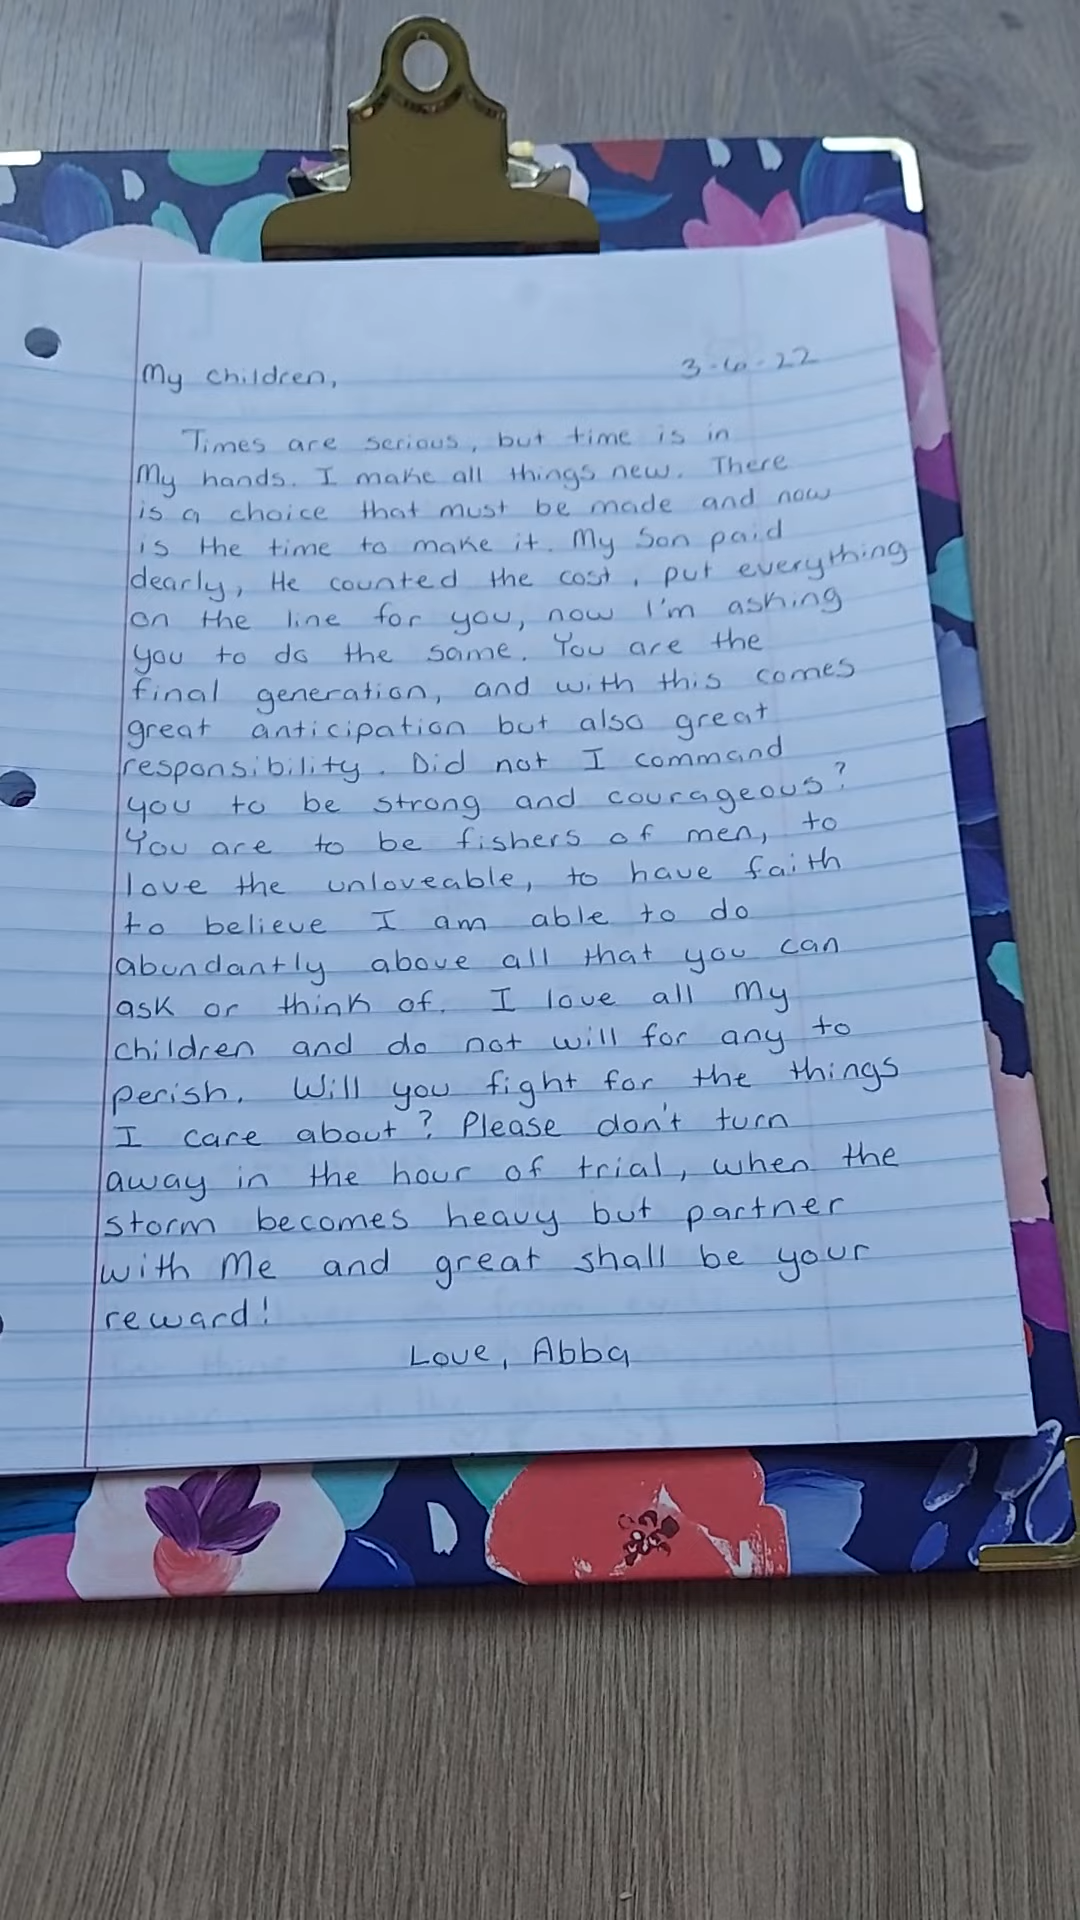 3-6-22
My children,
Times are serious, but time is in
My hands. I make all things new. There
is a choice that must be made and now
is the time to make it. My Son paid
dearly, He counted the cost, put everything
on the line for you, now I'm asking
you to do the same. You are the
final generation, and with this comes
great anticipation but also great
responsibility. Did not I command
you to be strong and courageous?
You are to be fishers of men, to
love the unloveable, to have faith
to believe I am able to do
abundantly above all that you can
ask or think of. I love all My
children and do not will for any to
perish. Will you fight for the things
I care about? Please don't turn
away in the hour of trial, when the
storm becomes heavy but partner
with Me and great shall be your
reward!
Love, Abba